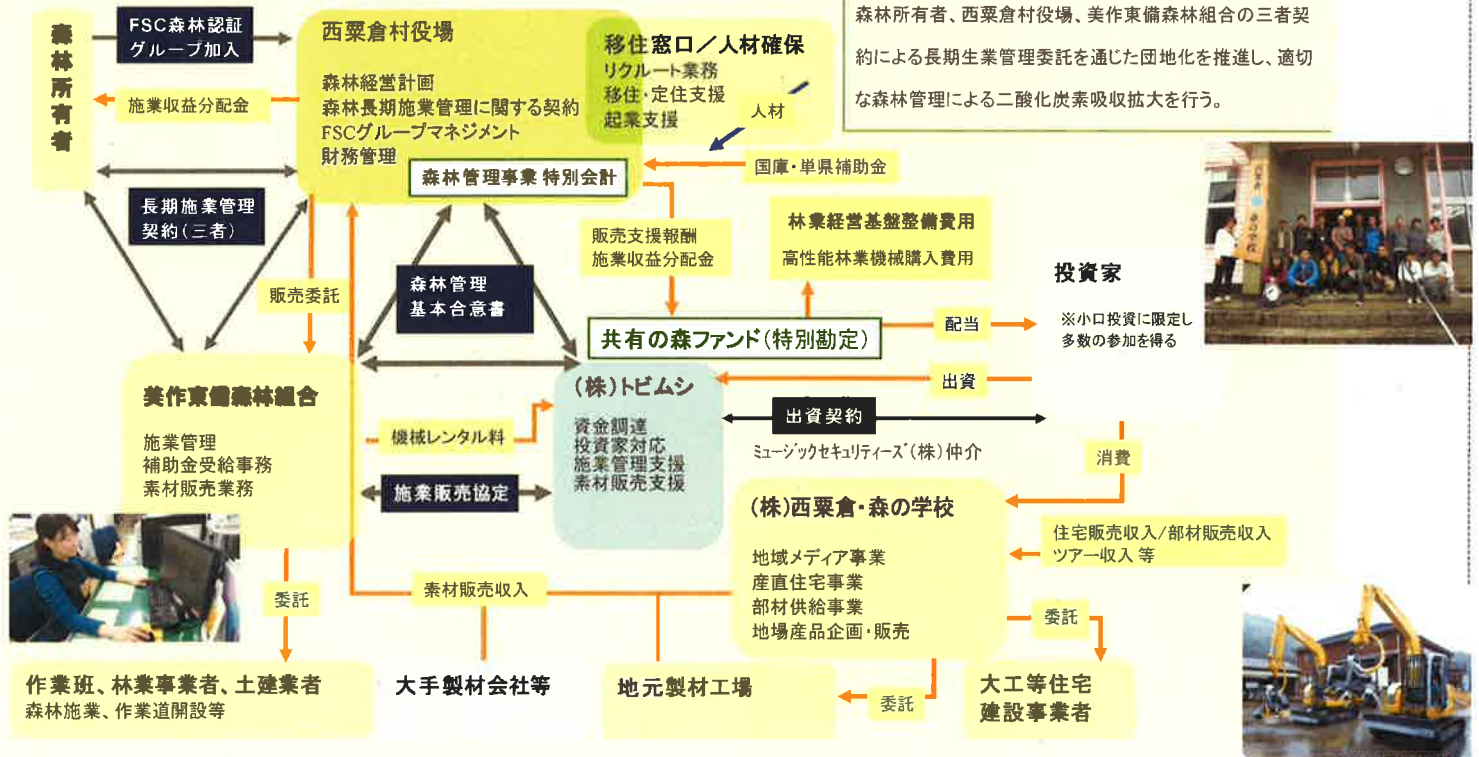 森林所有者
FSC森林認証
グループ加入
施業収益分配金
長期施業管理
契約(三者)
西粟倉村役場
森林経営計画
森林長期施業管理に関する契約
FSCグループマネジメント
財務管理
森林管理事業 特別会計
移住窓口／人材確保
リクルート業務
移住・定住支援
起業支援
人材
国庫・単県補助金
森林所有者、西粟倉村役場、美作東備森林組合の三者契
約による長期生業管理委託を通じた団地化を推進し、適切
な森林管理による二酸化炭素吸収拡大を行う。
販売委託
森林管理
基本合意書
販売支援報酬
施業収益分配金
林業経営基盤整備費用
高性能林業機械購入費用
共有の森ファンド(特別勘定)
配当
投資家
※小口投資に限定し
多数の参加を得る
出資
出資契約
ミュージックセキュリティーズ(株)仲介
消費
美作東備森林組合
施業管理
補助金受給事務
素材販売業務
機械レンタル料
施業販売協定
(株)トビムシ
資金調達
投資家対応
施業管理支援
素材販売支援
(株)西粟倉・森の学校
地域メディア事業
産直住宅事業
部材供給事業
地場産品企画・販売
住宅販売収入/部材販売収入
ツアー収入 等
委託
素材販売収入
委託
委託
作業班、林業事業者、土建業者
森林施業、作業道開設等
大手製材会社等
地元製材工場
大工等住宅
建設事業者